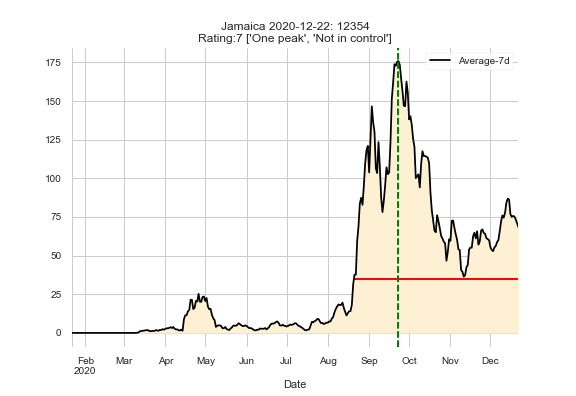 Jamaica 2020-12-22: 12354
Rating:7 ['One peak', 'Not in control']
Average-7d
175
150
125
100
75
50
25
0
Feb Mar Apr May Jun Jul Aug Sep Oct Nov Dec
2020
Date